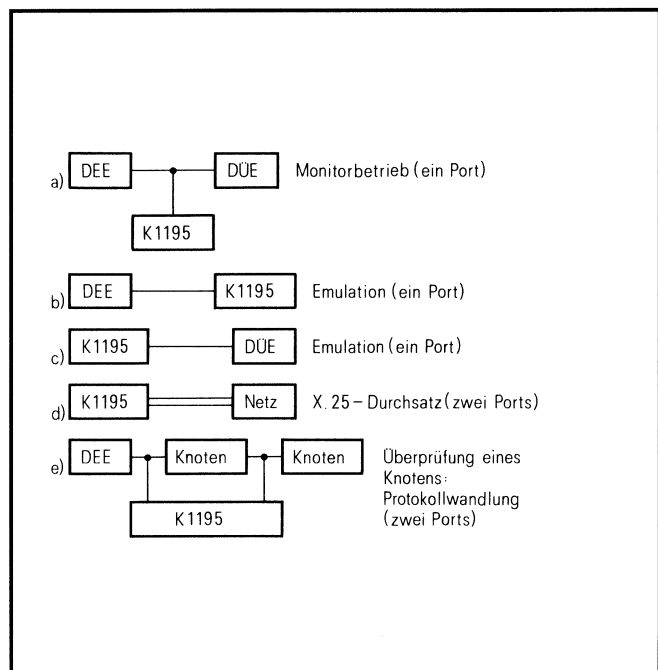 a) DEE DÜE Monitorbetrieb (ein Port)
K1195
b) DEE K1195 Emulation (ein Port)
c) K1195 DÜE Emulation (ein Port)
d) K1195 Netz X.25-Durchsatz (zwei Ports)
e) DEE Knoten Knoten Überprüfung eines
Knotens:
Protokollwandlung
K1195 (zwei Ports)